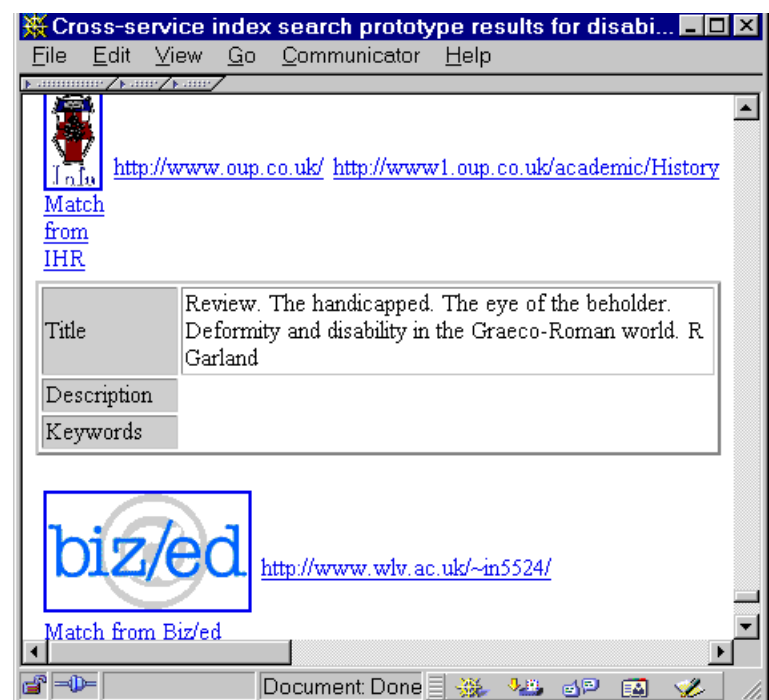 Cross-service index search prototype results for disabi...
File Edit View Go Communicator Help
Info
http://www.oup.co.uk/ http://www1.oup.co.uk/academic/History
Match
from
IHR
Title
Review. The handicapped. The eye of the beholder.
Deformity and disability in the Graeco-Roman world. R
Garland
Description
Keywords
biz/ed
http://www.wlv.ac.uk/~in5524/
Match from Biz/ed
Document: Done